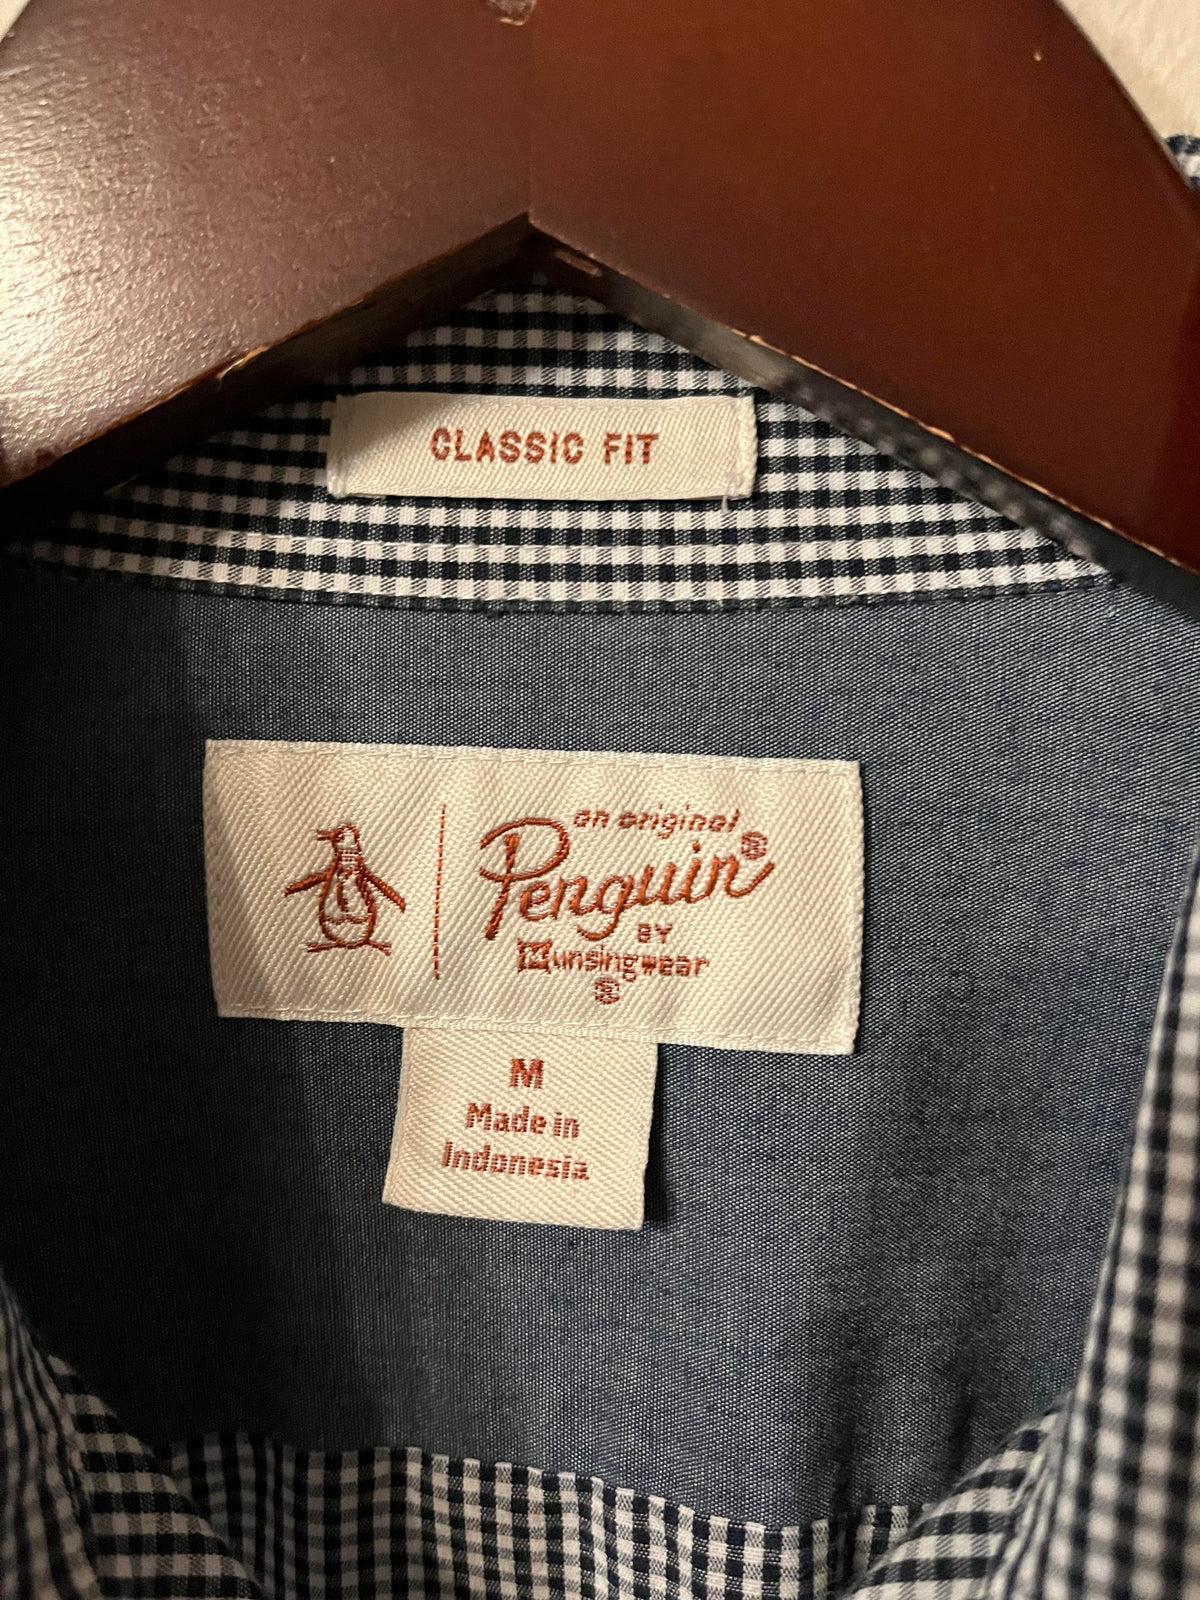 CLASSIC FIT
an original
Penguin®
BY
Munsingwear
®
M
Made in
Indonesia